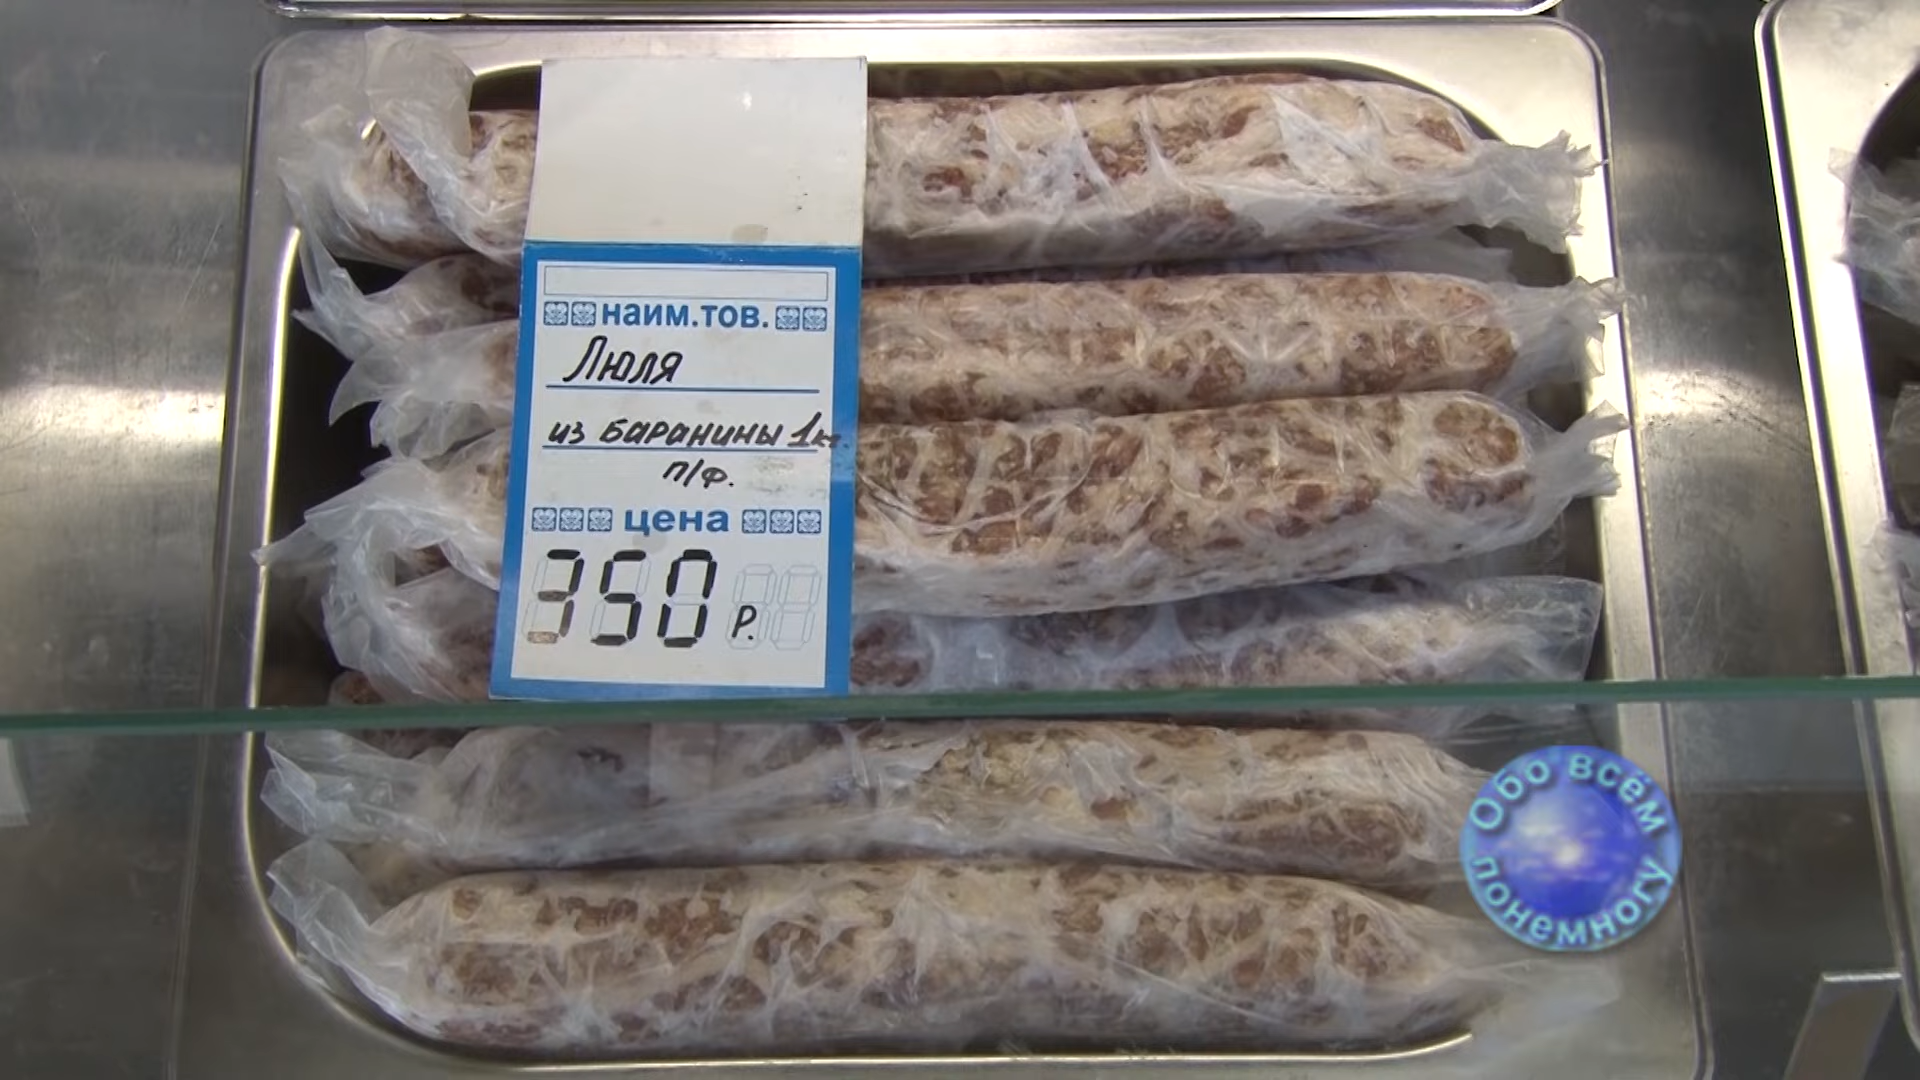 наим.тов.
Люля
из баранины 1кг.
п/ф.
цена
350 р.
Обо всём
понемногу